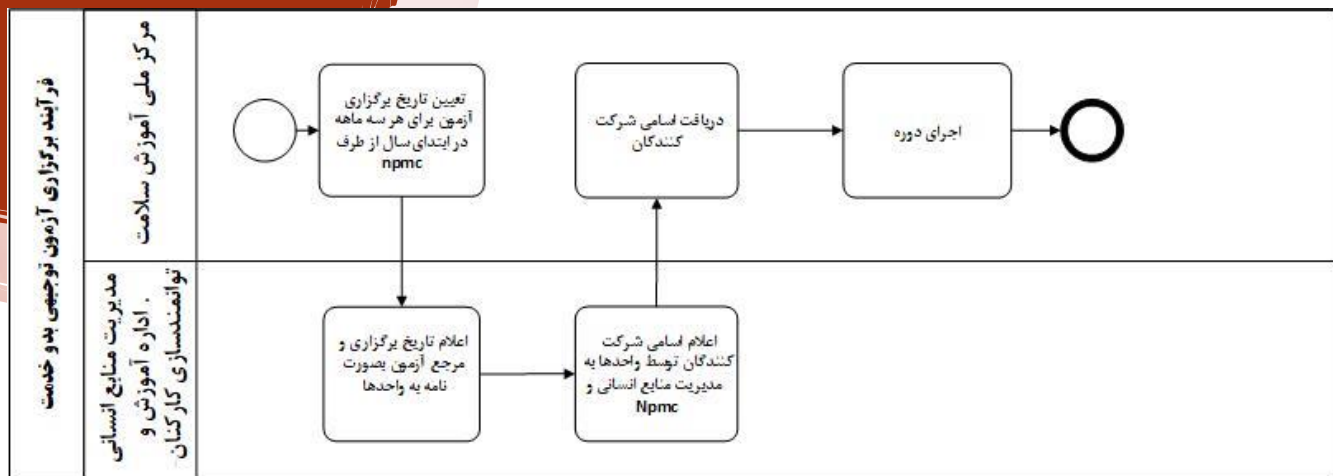 فرآیند برگزاری آزمون توجیهی بدو خدمت
مرکز ملی آموزش سلامت
تعیین تاریخ برگزاری
آزمون برای هر سه ماهه
در ابتدای سال از طرف
npmc
دریافت اسامی شرکت
کنندگان
اجرای دوره
مدیریت منابع انسانی
. اداره آموزش و
توانمندسازی کارکنان
اعلام تاریخ برگزاری و
مرجع آزمون بصورت
نامه به واحدها
اعلام اسامی شرکت
کنندگان توسط واحدها به
مدیریت منابع انسانی و
Npmc